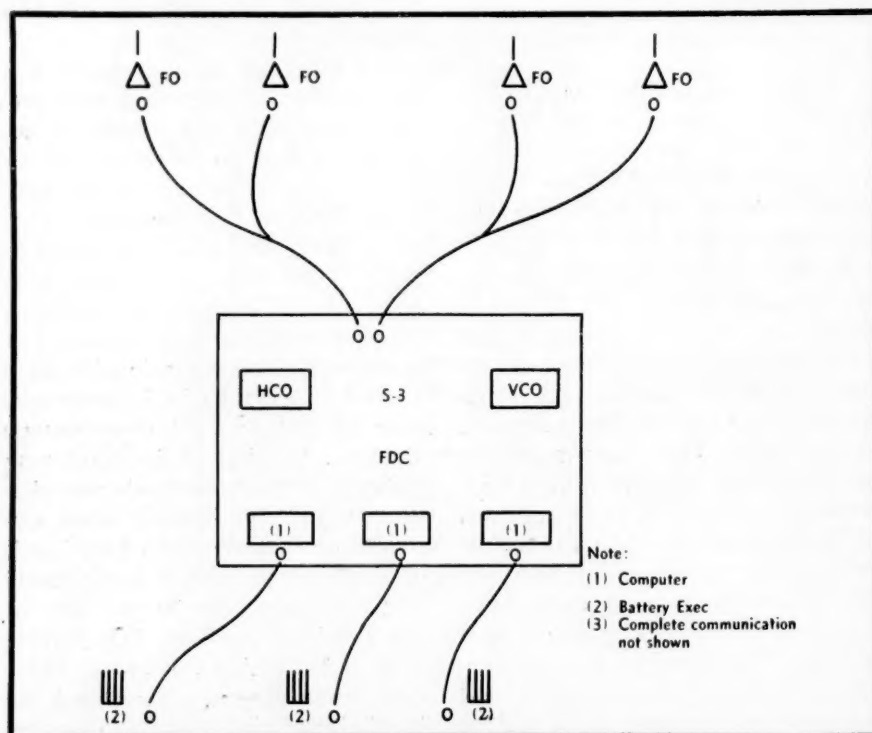 FO FO FO FO
HCO S-3 VCO
FDC
(1) (1) (1)
Note:
(1) Computer
(2) Battery Exec
(3) Complete communication
not shown
(2) (2) (2)